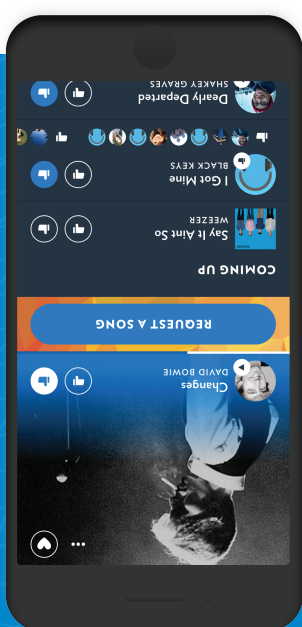 Changes
DAVID BOWIE
REQUEST A SONG
COMING UP
Say It Aint So
WEEZER
I Got Mine
BLACK KEYS
Dearly Departed
SHAKEY GRAVES